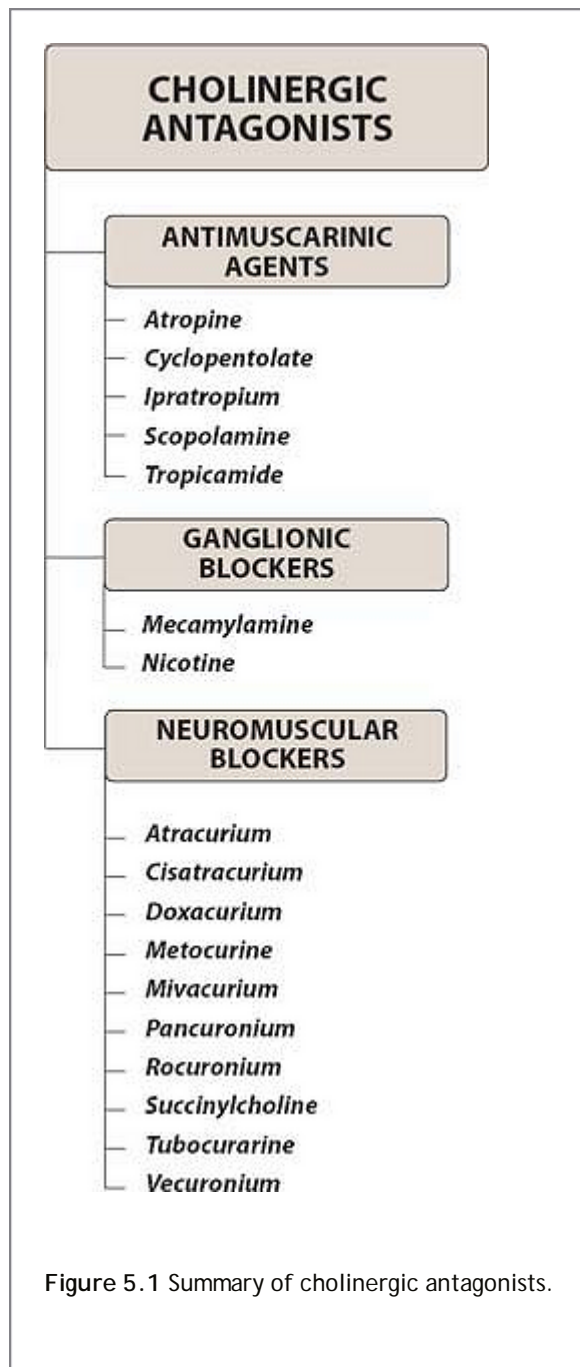 CHOLINERGIC
ANTAGONISTS
ANTIMUSCARINIC
AGENTS
Atropine
Cyclopentolate
Ipratropium
Scopolamine
Tropicamide
GANGLIONIC
BLOCKERS
Mecamylamine
Nicotine
NEUROMUSCULAR
BLOCKERS
Atracurium
Cisatracurium
Doxacurium
Metocurine
Mivacurium
Pancuronium
Rocuronium
Succinylcholine
Tubocurarine
Vecuronium
Figure 5.1 Summary of cholinergic antagonists.